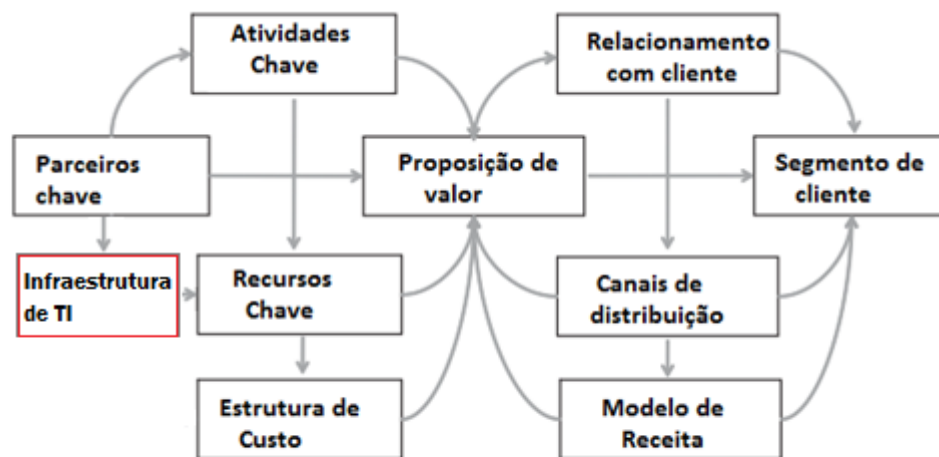 Atividades
Chave
Relacionamento
com cliente
Parceiros
chave
Proposição de
valor
Segmento de
cliente
Infraestrutura
de TI
Recursos
Chave
Canais de
distribuição
Estrutura de
Custo
Modelo de
Receita